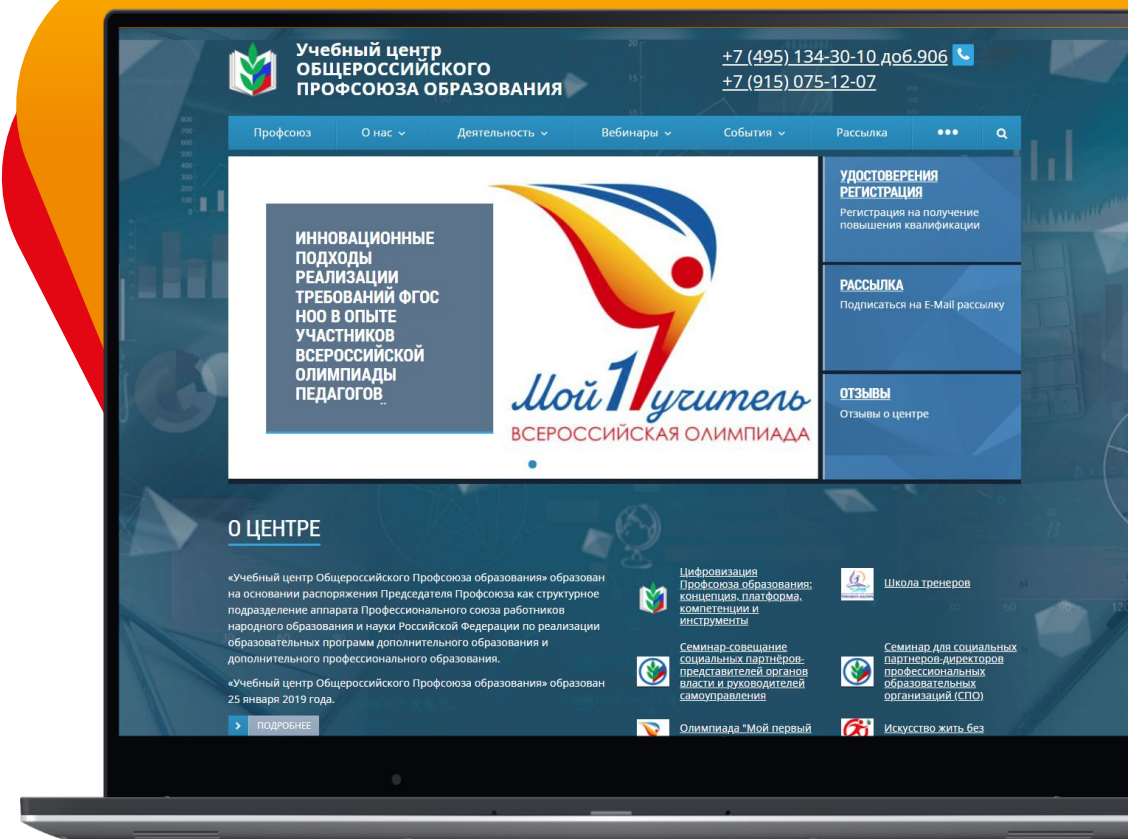 Учебный центр
ОБЩЕРОССИЙСКОГО
ПРОФСОЮЗА ОБРАЗОВАНИЯ
+7 (495) 134-30-10 доб.906
+7 (915) 075-12-07
Профсоюз
О нас
Деятельность
Вебинары
События
Рассылка
ИННОВАЦИОННЫЕ
ПОДХОДЫ
РЕАЛИЗАЦИИ
ТРЕБОВАНИЙ ФГОС
НОО В ОПЫТЕ
УЧАСТНИКОВ
ВСЕРОССИЙСКОЙ
ОЛИМПИАДЫ
ПЕДАГОГОВ
Мой 1 учитель
ВСЕРОССИЙСКАЯ ОЛИМПИАДА
УДОСТОВЕРЕНИЯ
РЕГИСТРАЦИЯ
Регистрация на получение
повышения квалификации
РАССЫЛКА
Подписаться на E-Mail рассылку
ОТЗЫВЫ
Отзывы о центре
О ЦЕНТРЕ
«Учебный центр Общероссийского Профсоюза образования» образован
на основании распоряжения Председателя Профсоюза как структурное
подразделение аппарата Профессионального союза работников
народного образования и науки Российской Федерации по реализации
образовательных программ дополнительного образования и
дополнительного профессионального образования.
«Учебный центр Общероссийского Профсоюза образования» образован
25 января 2019 года.
ПОДРОБНЕЕ
Цифровизация
Профсоюза образования:
концепция, платформа,
компетенции и
инструменты
Школа тренеров
Семинар-совещание
социальных партнёров-
представителей органов
власти и руководителей
самоуправления
Семинар для социальных
партнеров-директоров
профессиональных
образовательных
организаций (СПО)
Олимпиада "Мой первый
Искусство жить без